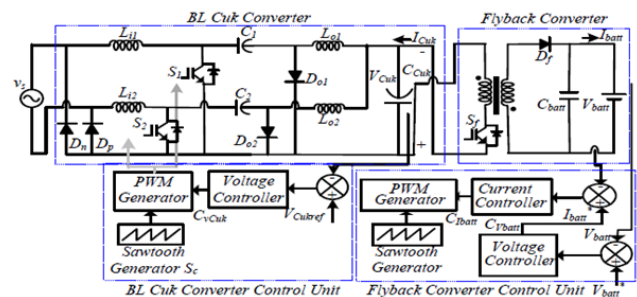 BL Cuk Converter
Flyback Converter
Li1
C1
Lo1
ICuk
-
Df
Ibatt
S1
CCuk
VCuk
vs
Li2
C2
Do1
Lo2
Cbatt
Vbatt
S2
Sf
Dn
Dp
Do2
+
PWM
Generator
CvCuk
Voltage
Controller
VCukref
PWM
Generator
CIbatt
Current
Controller
Ibatt
CVbatt
Vbatt
Sawtooth
Generator Sc
Sawtooth
Generator
Voltage
Controller
BL Cuk Converter Control Unit
Flyback Converter Control Unit
Vbatt*